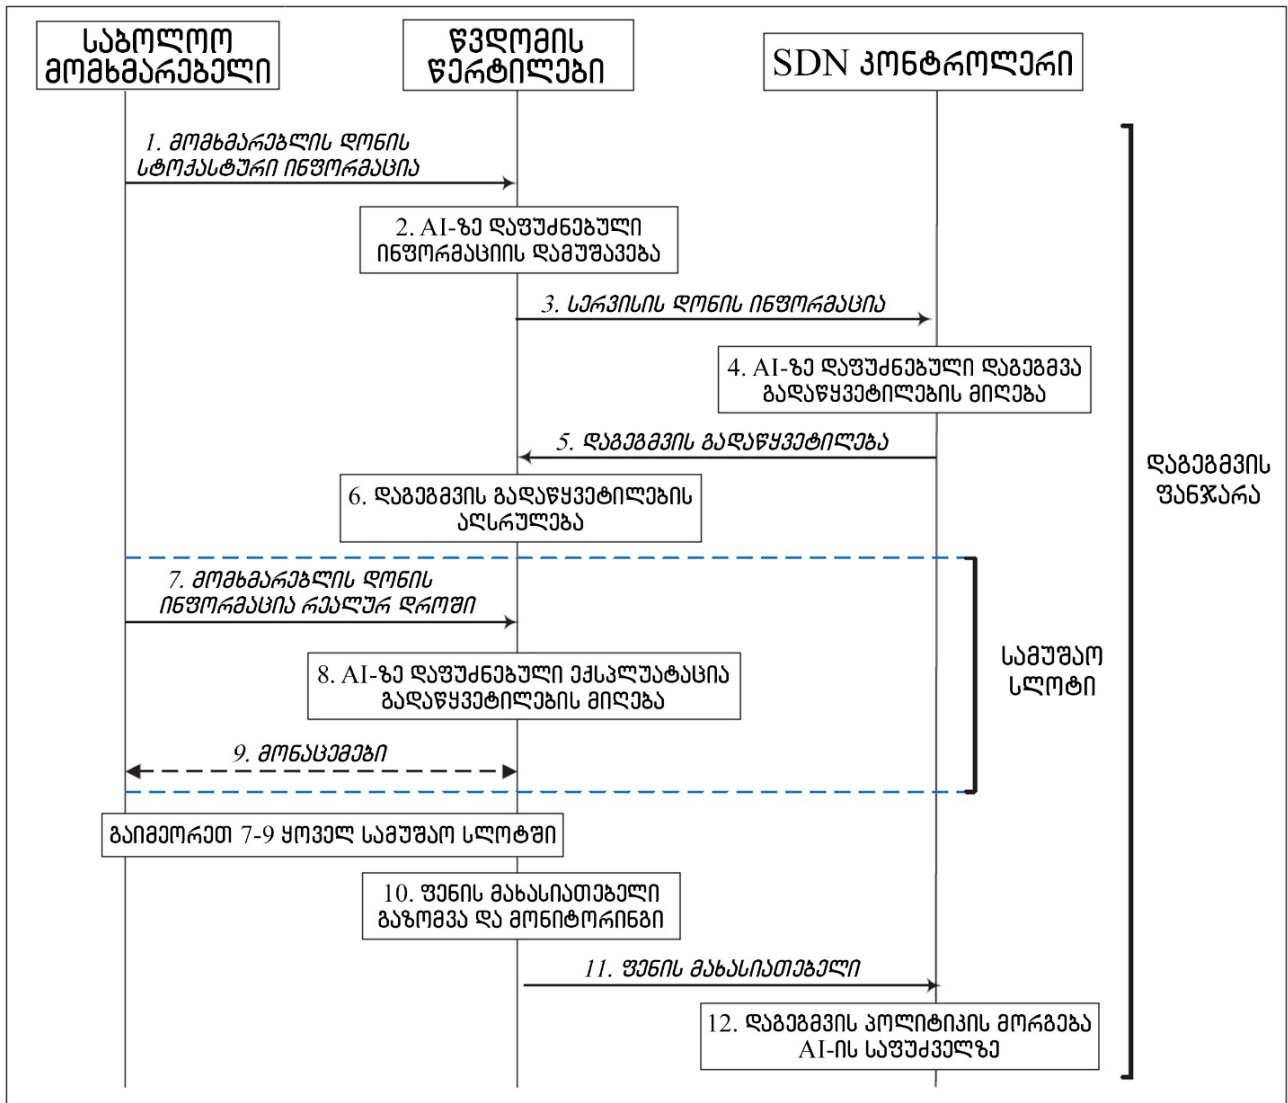 საბოლოო
მომხმარებელი
წვდომის
წერტილები
SDN კონტროლერი
1. მომხმარებლის დონის
სტოქასტური ინფორმაცია
2. AI-ზე დაფუძნებული
ინფორმაციის დამუშავება
3. სერვისის დონის ინფორმაცია
4. AI-ზე დაფუძნებული დაგეგმვა
გადაწყვეტილების მიღება
5. დაგეგმვის გადაწყვეტილება
დაგეგმვის
ფანჯარა
6. დაგეგმვის გადაწყვეტილების
აღსრულება
7. მომხმარებლის დონის
ინფორმაცია რეალურ დროში
სამუშაო
სლოტი
8. AI-ზე დაფუძნებული ექსპლუატაცია
გადაწყვეტილების მიღება
9. მონაცემები
გაიმეორეთ 7-9 ყოველ სამუშაო სლოტში
10. ფენის მახასიათებელი
გაზომვა და მონიტორინგი
11. ფენის მახასიათებელი
12. დაგეგმვის პოლიტიკის მორგება
AI-ის საფუძველზე